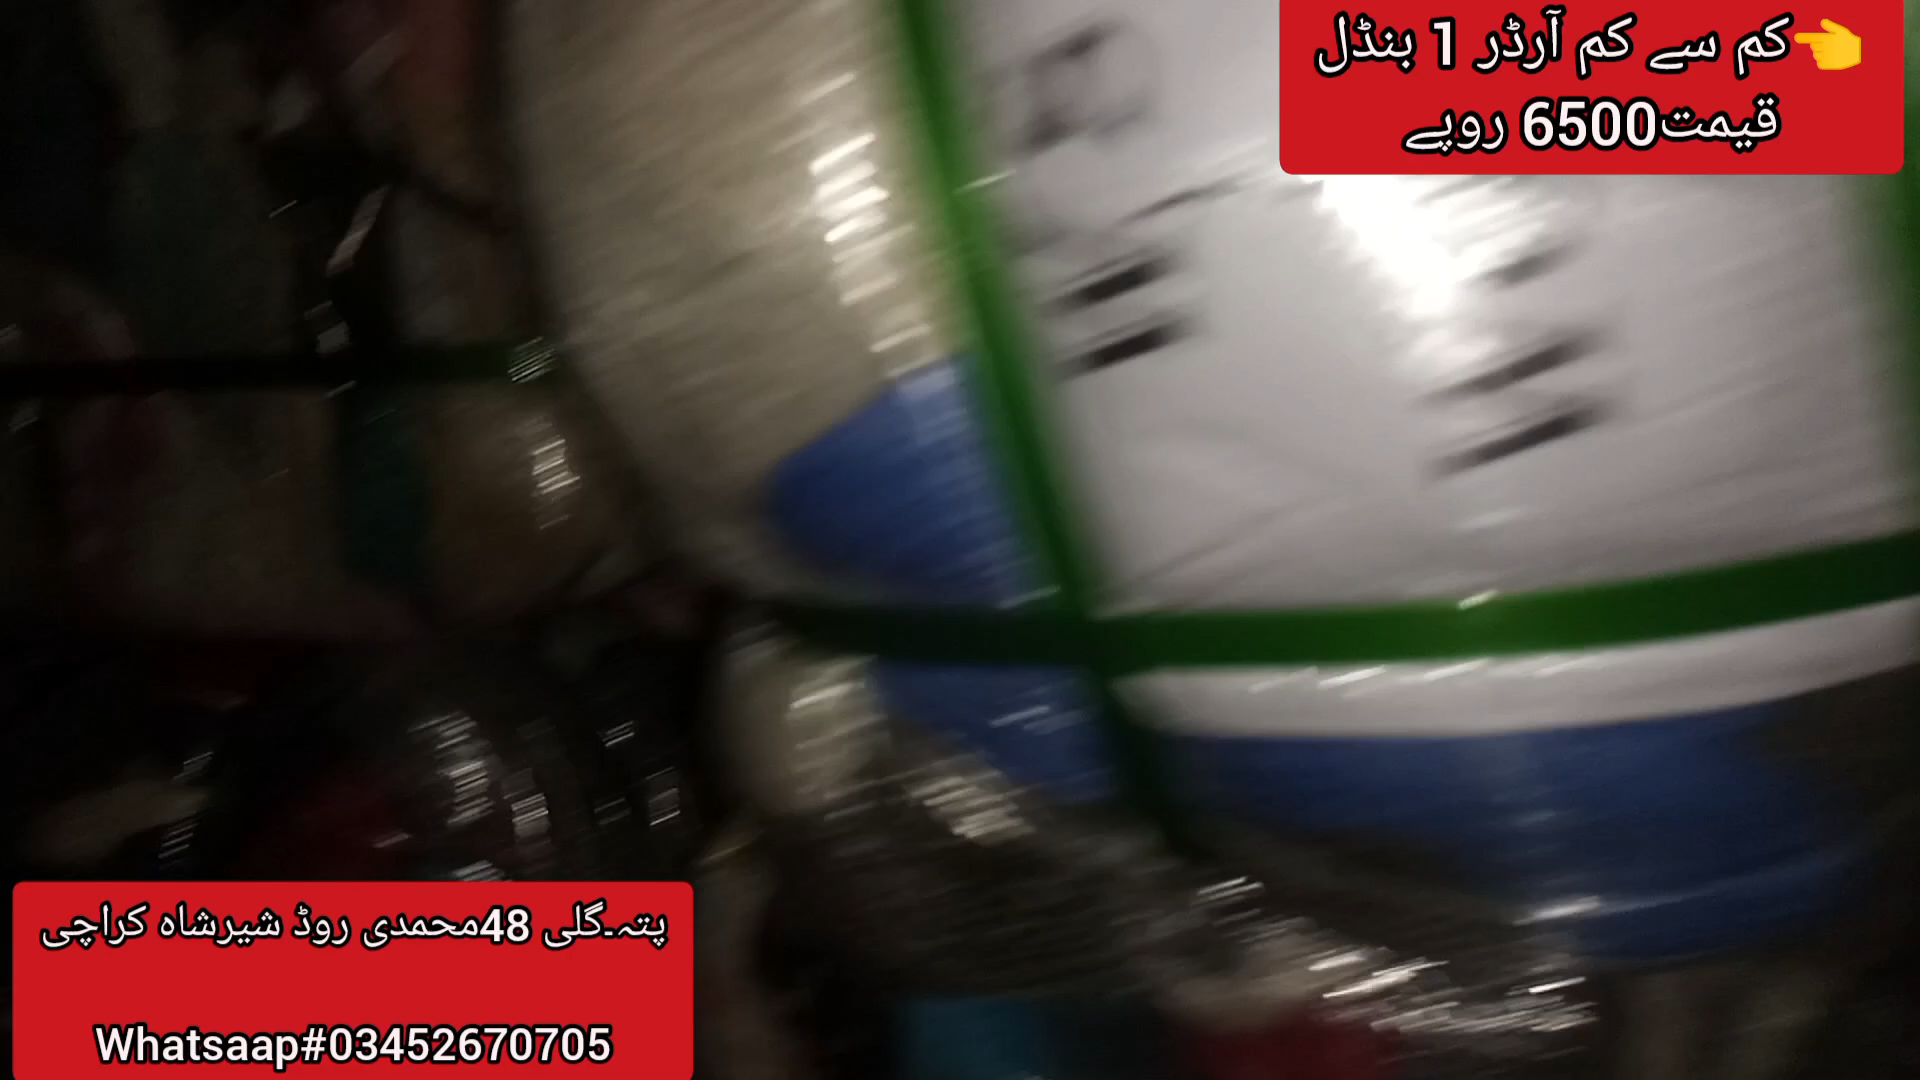 👈کم سے کم آرڈر 1 بنڈل
قیمت6500 روپے
پتہ۔گلی 48محمدی روڈ شیرشاہ کراچی
Whatsaap#03452670705